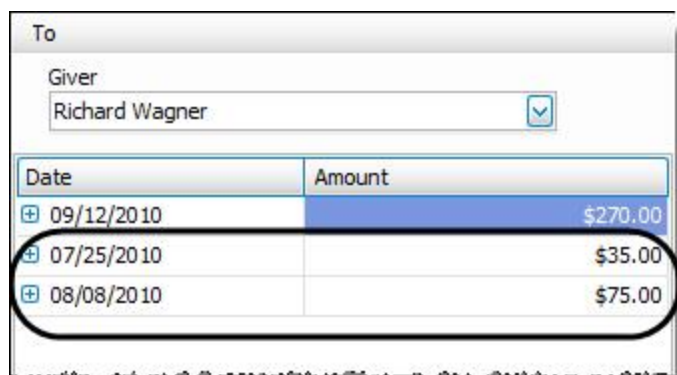 To
Giver
Richard Wagner
Date Amount
09/12/2010 $270.00
07/25/2010 $35.00
08/08/2010 $75.00